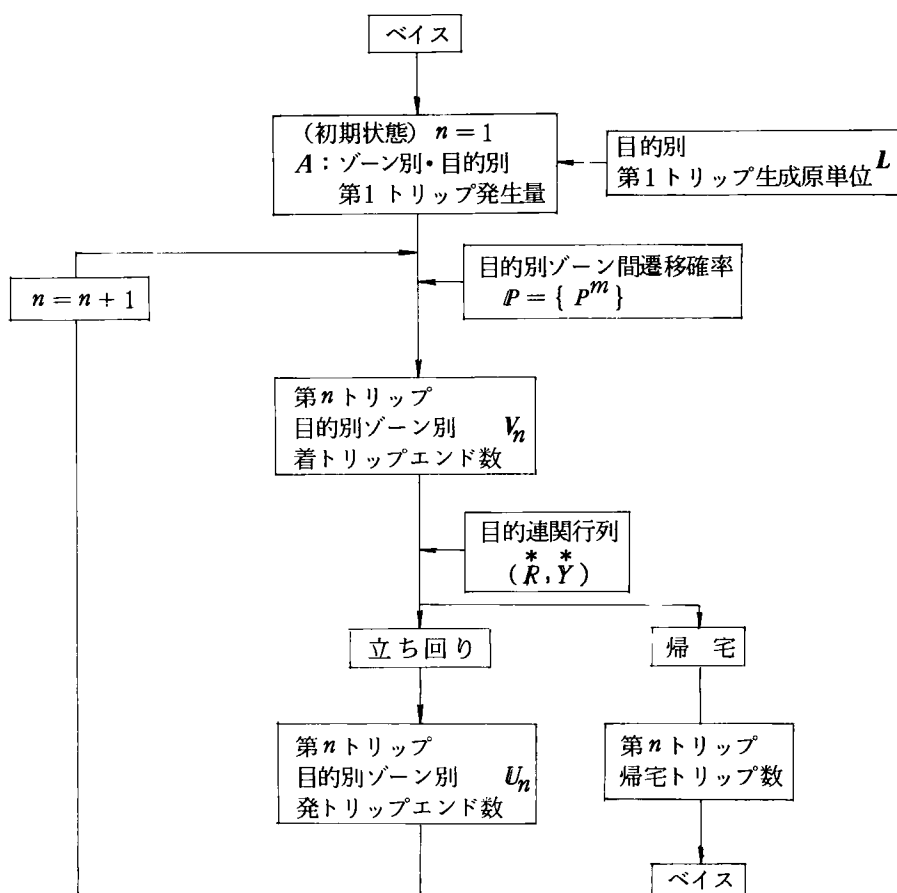 ベイス
(初期状態) n = 1
A：ゾーン別・目的別
第1トリップ発生量
目的別
第1トリップ生成原単位 L
目的別ゾーン間遷移確率
P = { P^m }
n = n + 1
第nトリップ
目的別ゾーン別 V_n
着トリップエンド数
目的連関行列
* *
( R , Y )
立ち回り
帰 宅
第nトリップ
目的別ゾーン別 U_n
発トリップエンド数
第nトリップ
帰宅トリップ数
ベイス